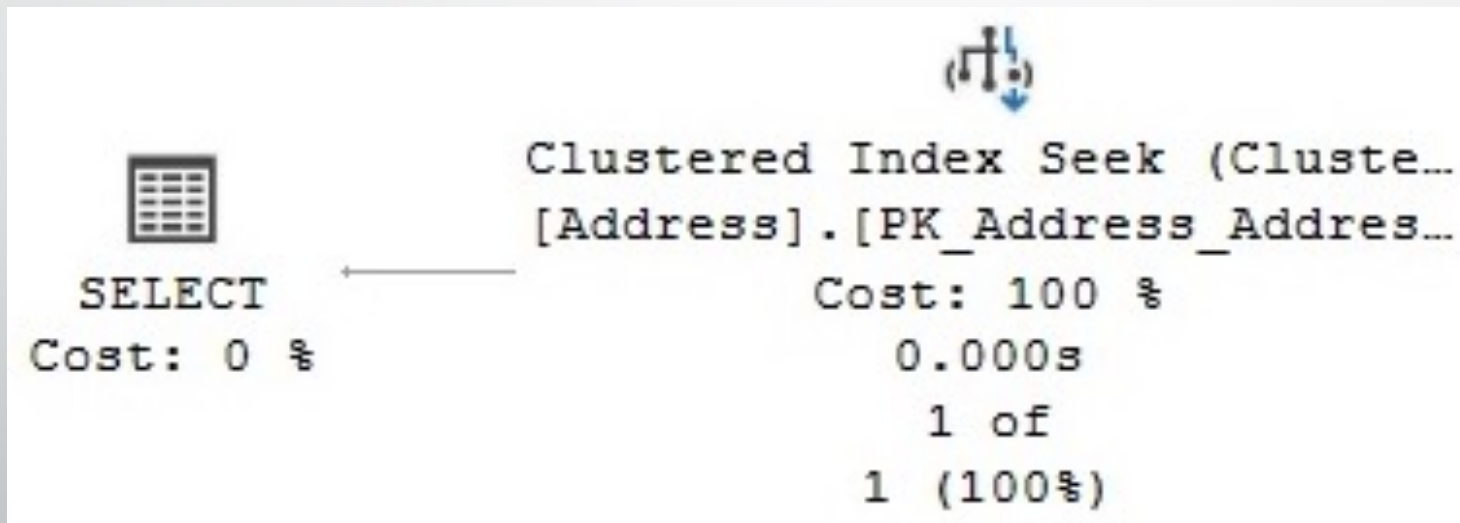 SELECT
Cost: 0 %
Clustered Index Seek (Cluste…
[Address].[PK_Address_Addres…
Cost: 100 %
0.000s
1 of
1 (100%)